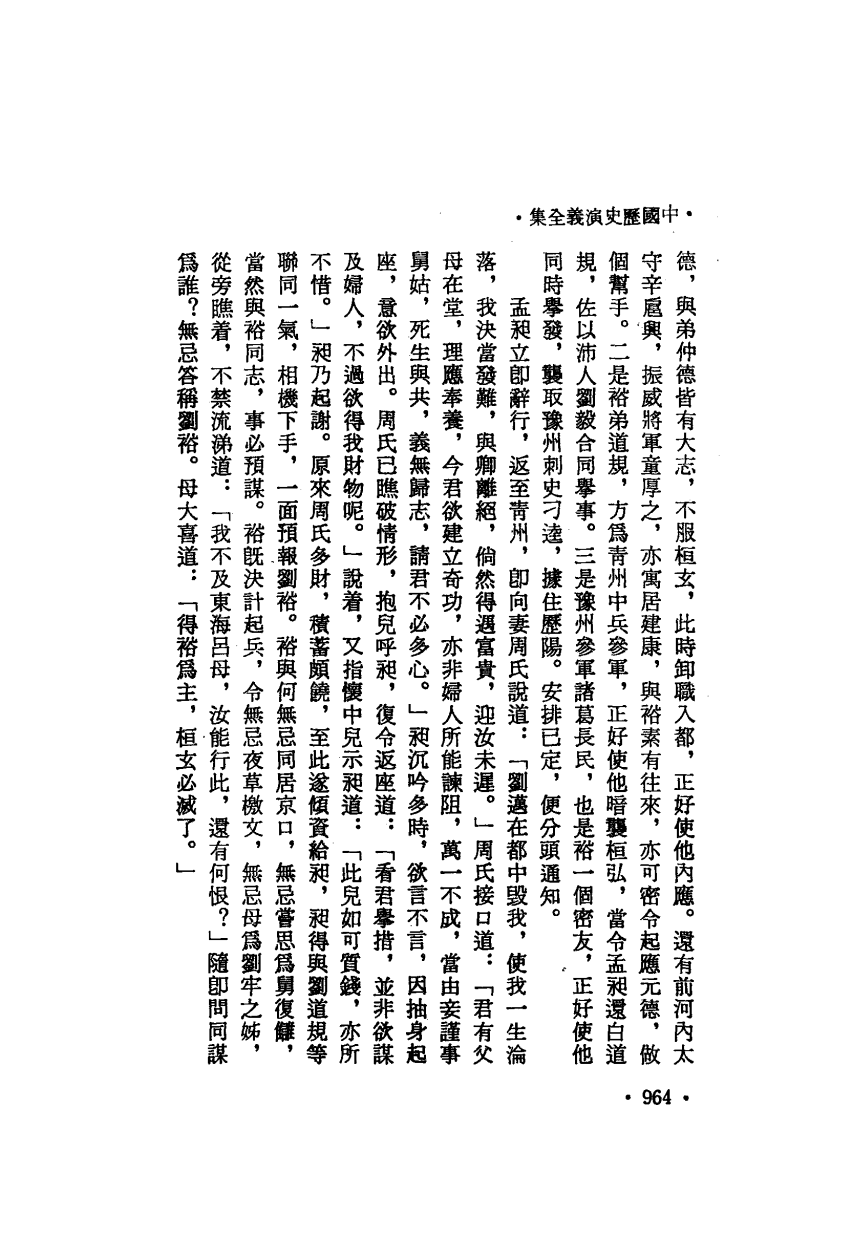 •中國歷史演義全集•
德，與弟仲德皆有大志，不服桓玄，此時卸職入都，正好使他內應。還有前河內太
守辛扈興，振威將軍童厚之，亦寓居建康，與裕素有往來，亦可密令起應元德，做
個幫手。二是裕弟道規，方爲靑州中兵參軍，正好使他暗襲桓弘，當令孟昶還白道
規，佐以沛人劉毅合同舉事。三是豫州參軍諸葛長民，也是裕一個密友，正好使他
同時舉發，襲取豫州刺史刁逵，據住歷陽。安排已定，便分頭通知。
孟昶立卽辭行，返至靑州，卽向妻周氏說道：「劉邁在都中毀我，使我一生淪
落，我決當發難，與卿離絕，倘然得遇富貴，迎汝未遲。」周氏接口道：「君有父
母在堂，理應奉養，今君欲建立奇功，亦非婦人所能諫阻，萬一不成，當由妾謹事
舅姑，死生與共，義無歸志，請君不必多心。」昶沉吟多時，欲言不言，因抽身起
座，意欲外出。周氏已瞧破情形，抱兒呼昶，復令返座道：「看君舉措，並非欲謀
及婦人，不過欲得我財物呢。」說着，又指懷中兒示昶道：「此兒如可質錢，亦所
不惜。」昶乃起謝。原來周氏多財，積蓄頗饒，至此遂傾資給昶，昶得與劉道規等
聯同一氣，相機下手，一面預報劉裕。裕與何無忌同居京口，無忌嘗思爲舅復讎，
當然與裕同志，事必預謀。裕旣決計起兵，令無忌夜草檄文，無忌母爲劉牢之姊，
從旁瞧着，不禁流涕道：「我不及東海呂母，汝能行此，還有何恨？」隨卽問同謀
爲誰？無忌答稱劉裕。母大喜道：「得裕爲主，桓玄必滅了。」
•964•